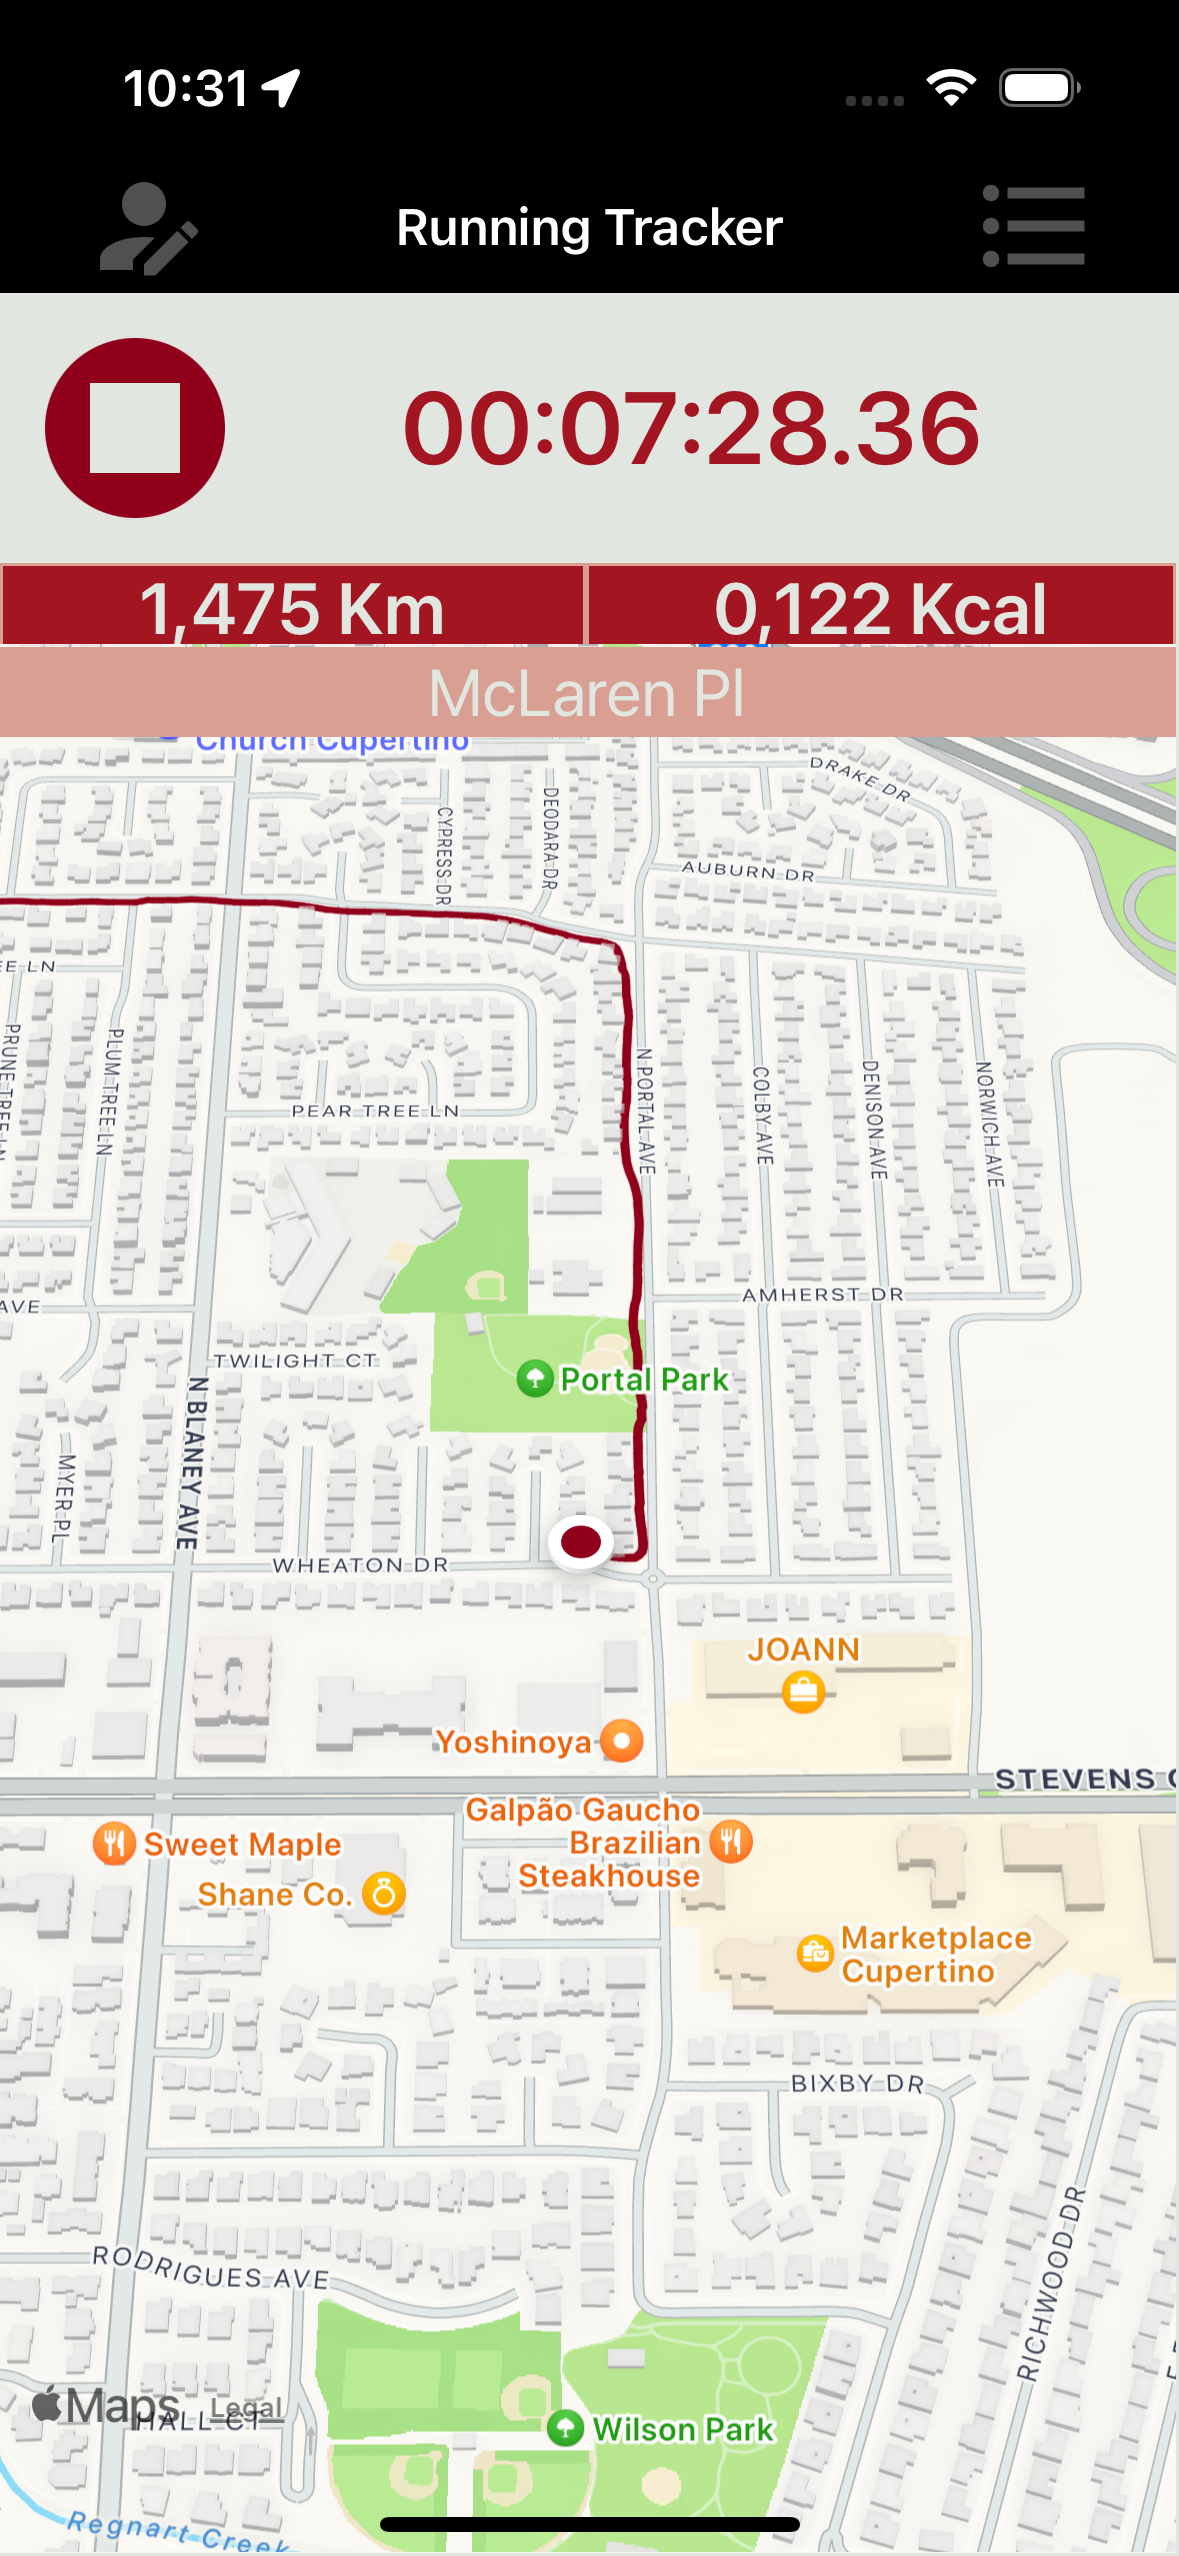 10:31
Running Tracker
00:07:28.36
1,475 Km
0,122 Kcal
McLaren Pl
Church Cupertino
DRAKE DR
CYPRESS DR
DEODARA DR
AUBURN DR
EE LN
PRUNE TREE LN
PLUM TREE LN
N PORTAL AVE
COLBY AVE
DENISON AVE
NORWICH AVE
PEAR TREE LN
AMHERST DR
AVE
TWILIGHT CT
Portal Park
N BLANEY AVE
MYER PL
WHEATON DR
JOANN
Yoshinoya
STEVENS C
Galpão Gaucho
Brazilian
Steakhouse
Sweet Maple
Shane Co.
Marketplace
Cupertino
BIXBY DR
RODRIGUES AVE
RICHWOOD DR
Maps
Legal
HALL CT
Wilson Park
Regnart Creek